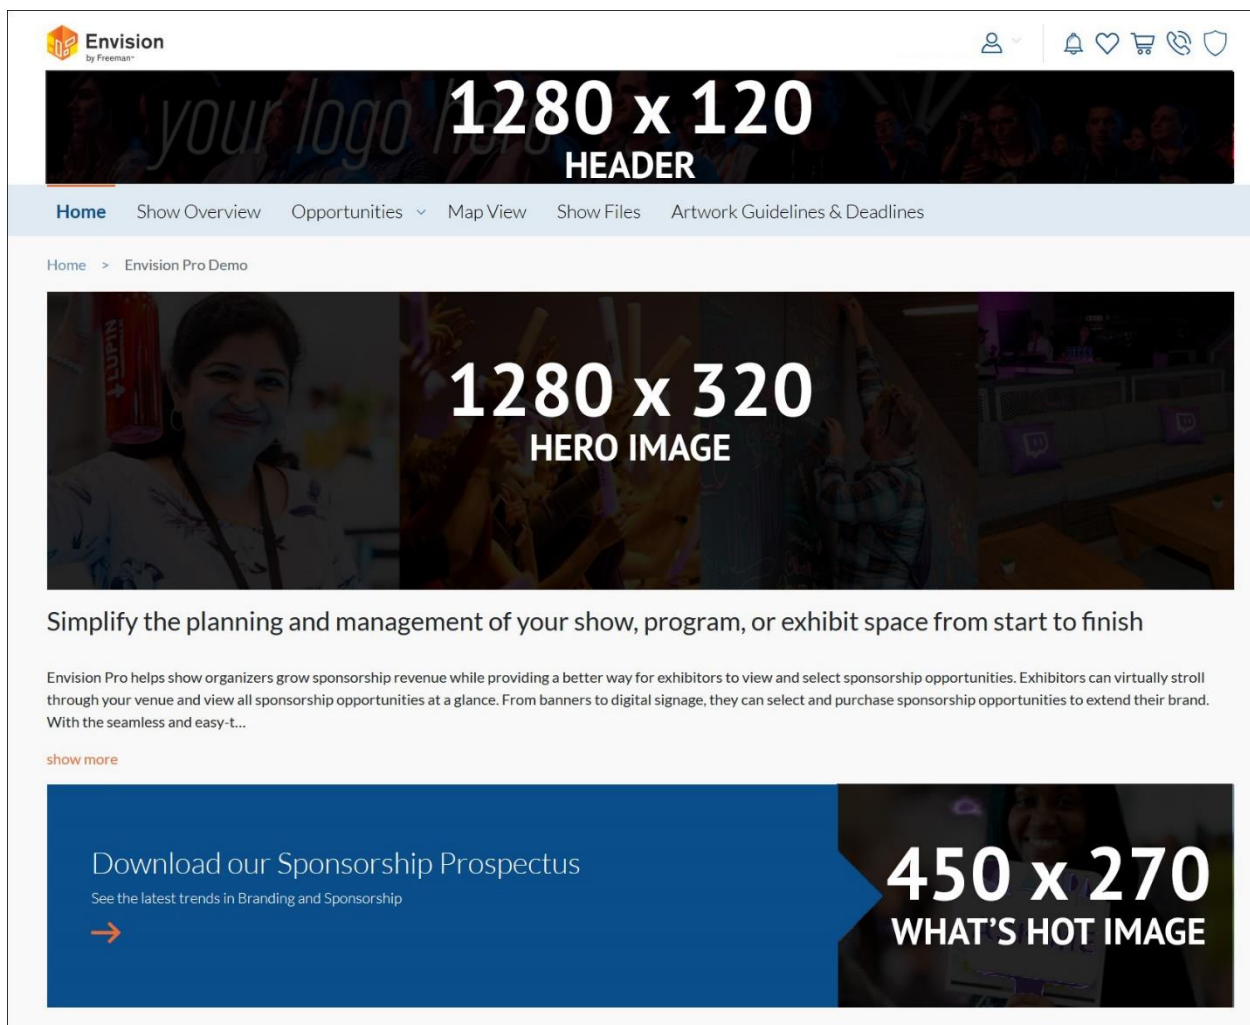 Envision
by Freeman™
your logo here
1280 x 120
HEADER
Home Show Overview Opportunities Map View Show Files Artwork Guidelines & Deadlines
Home > Envision Pro Demo
LUPIN
1280 x 320
HERO IMAGE
Simplify the planning and management of your show, program, or exhibit space from start to finish
Envision Pro helps show organizers grow sponsorship revenue while providing a better way for exhibitors to view and select sponsorship opportunities. Exhibitors can virtually stroll
through your venue and view all sponsorship opportunities at a glance. From banners to digital signage, they can select and purchase sponsorship opportunities to extend their brand.
With the seamless and easy-t...
show more
Download our Sponsorship Prospectus
See the latest trends in Branding and Sponsorship
450 x 270
WHAT'S HOT IMAGE